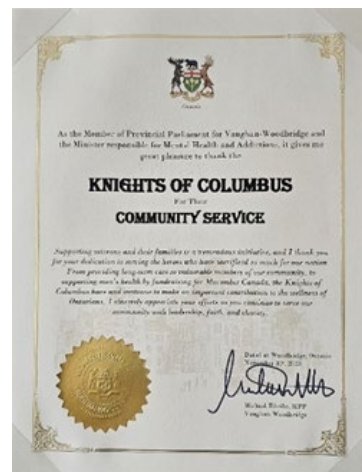 Ontario
As the Member of Provincial Parliament for Vaughan-Woodbridge and
the Minister responsible for Mental Health and Addictions, it gives me
great pleasure to thank the
KNIGHTS OF COLUMBUS
For Their
COMMUNITY SERVICE
Supporting veterans and their families is a tremendous initiative, and I thank you
for your dedication to serving the heroes who have sacrificed so much for our nation.
From providing long-term care to vulnerable members of our community, to
supporting men's health by fundraising for Movember Canada, the Knights of
Columbus have and continue to make an important contribution to the wellness of
Ontarians. I sincerely appreciate your efforts as you continue to serve our
community with leadership, faith, and charity.
Dated at Woodbridge, Ontario
November
Michael Tibollo, MPP
Vaughan-Woodbridge